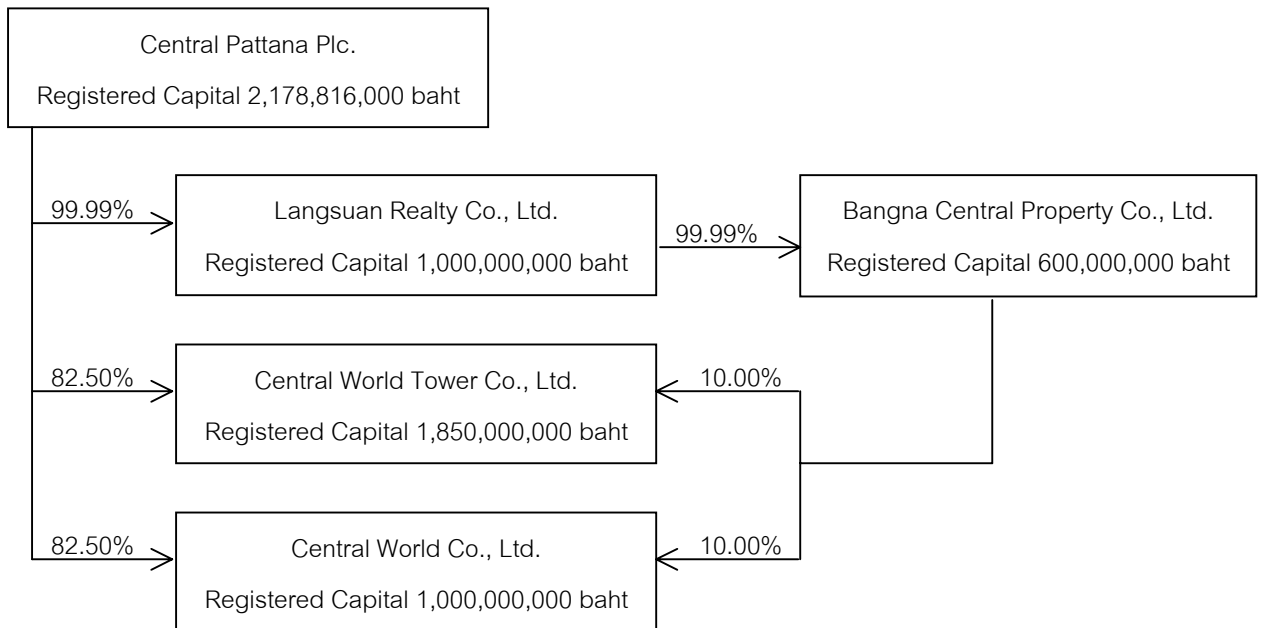 Central Pattana Plc.
Registered Capital 2,178,816,000 baht
99.99%
Langsuan Realty Co., Ltd.
Registered Capital 1,000,000,000 baht
99.99%
Bangna Central Property Co., Ltd.
Registered Capital 600,000,000 baht
82.50%
Central World Tower Co., Ltd.
Registered Capital 1,850,000,000 baht
10.00%
82.50%
Central World Co., Ltd.
Registered Capital 1,000,000,000 baht
10.00%